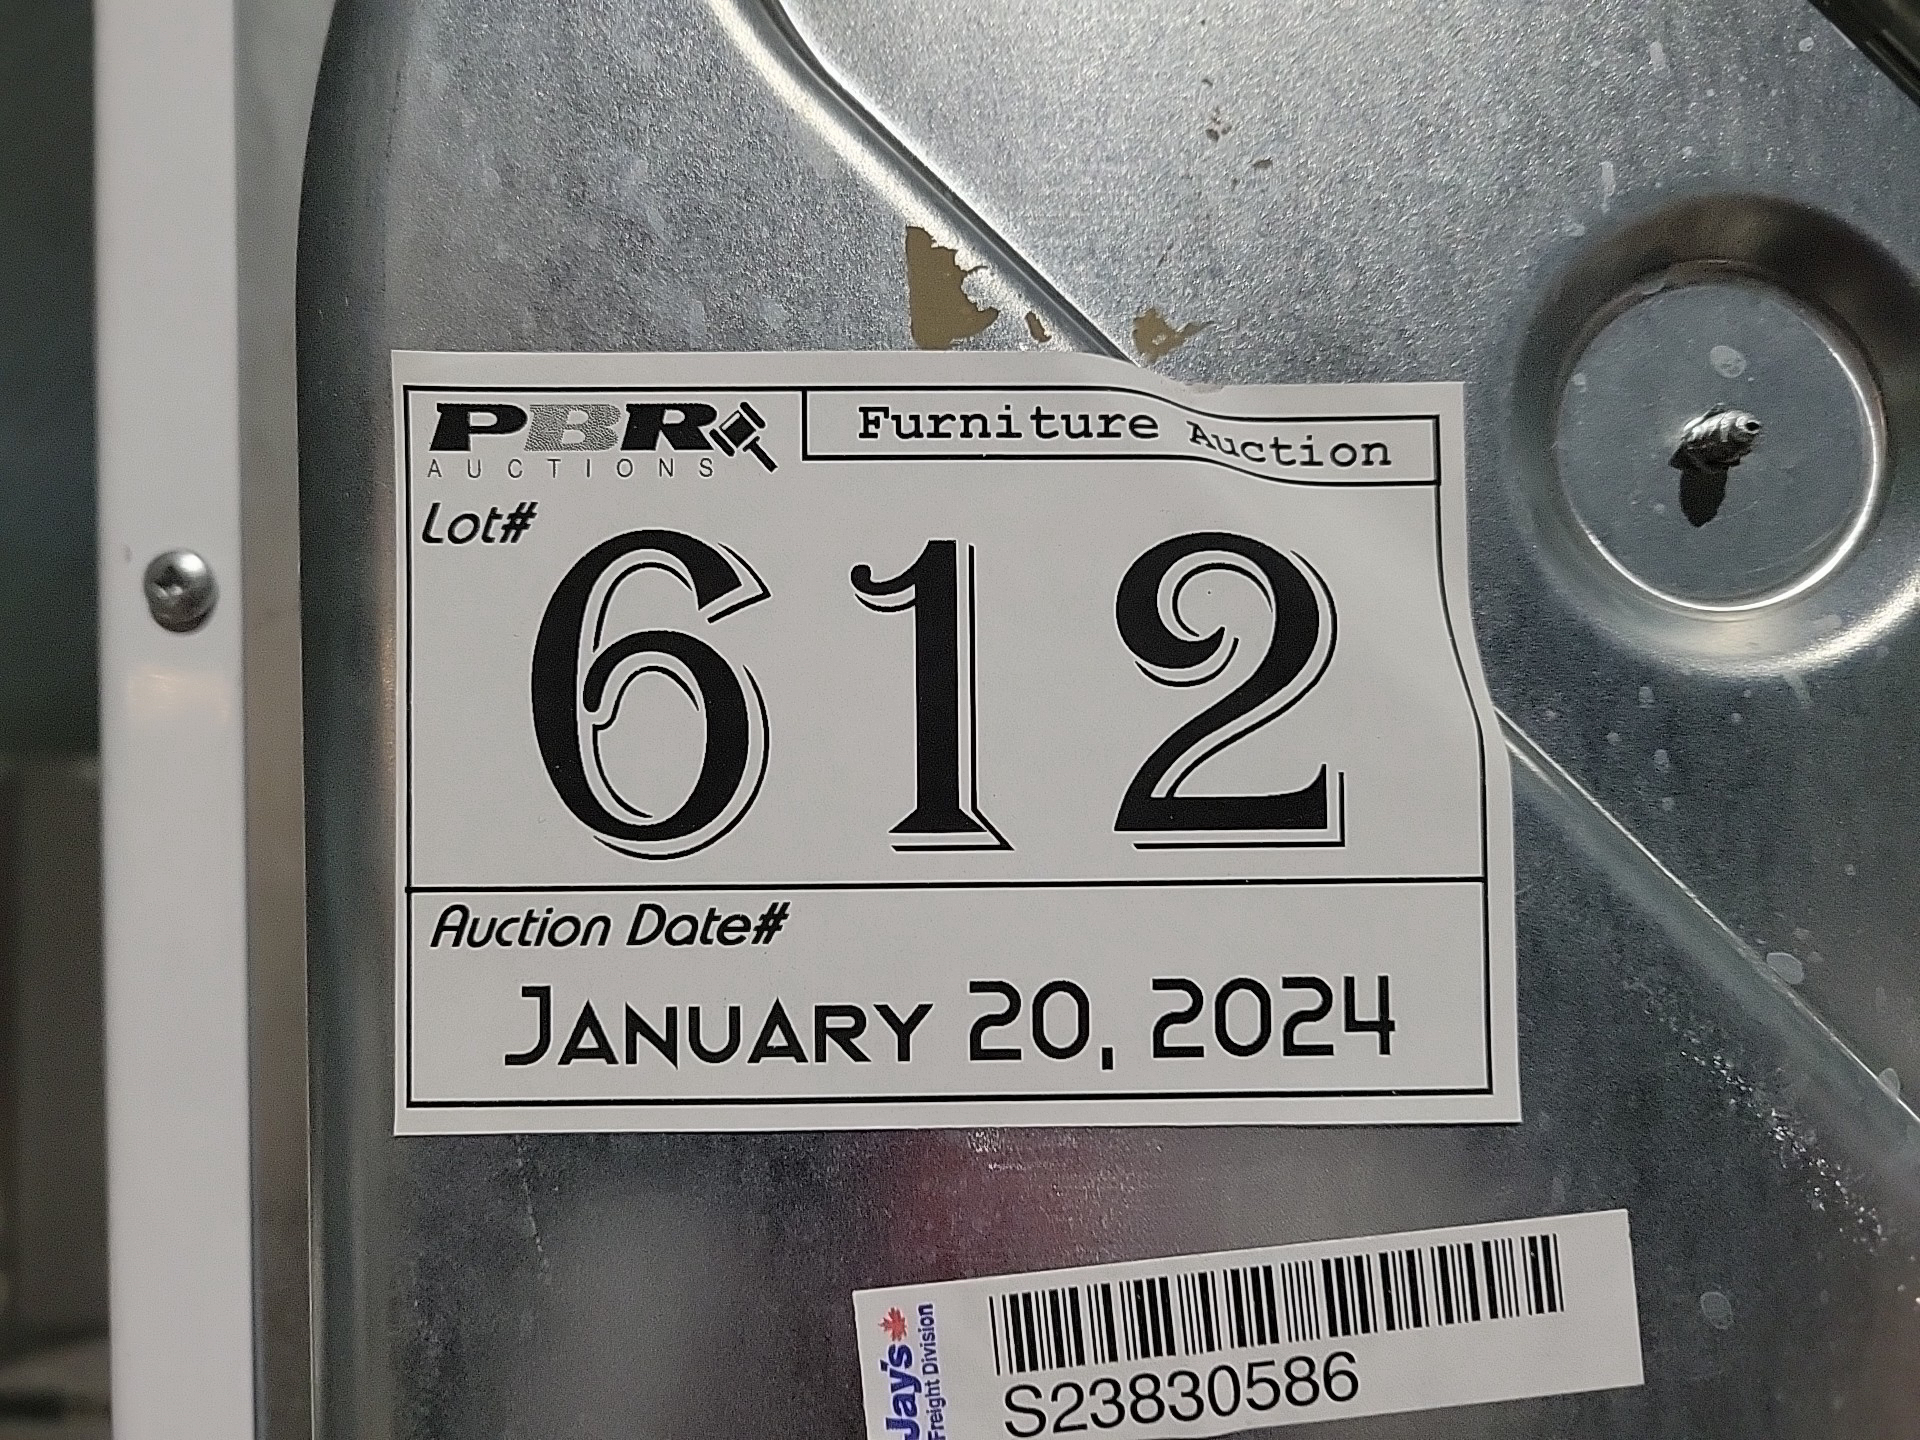 PBR
AUCTIONS
Furniture Auction
Lot#
612
Auction Date#
JANUARY 20, 2024
Jay's
Freight Division
S23830586